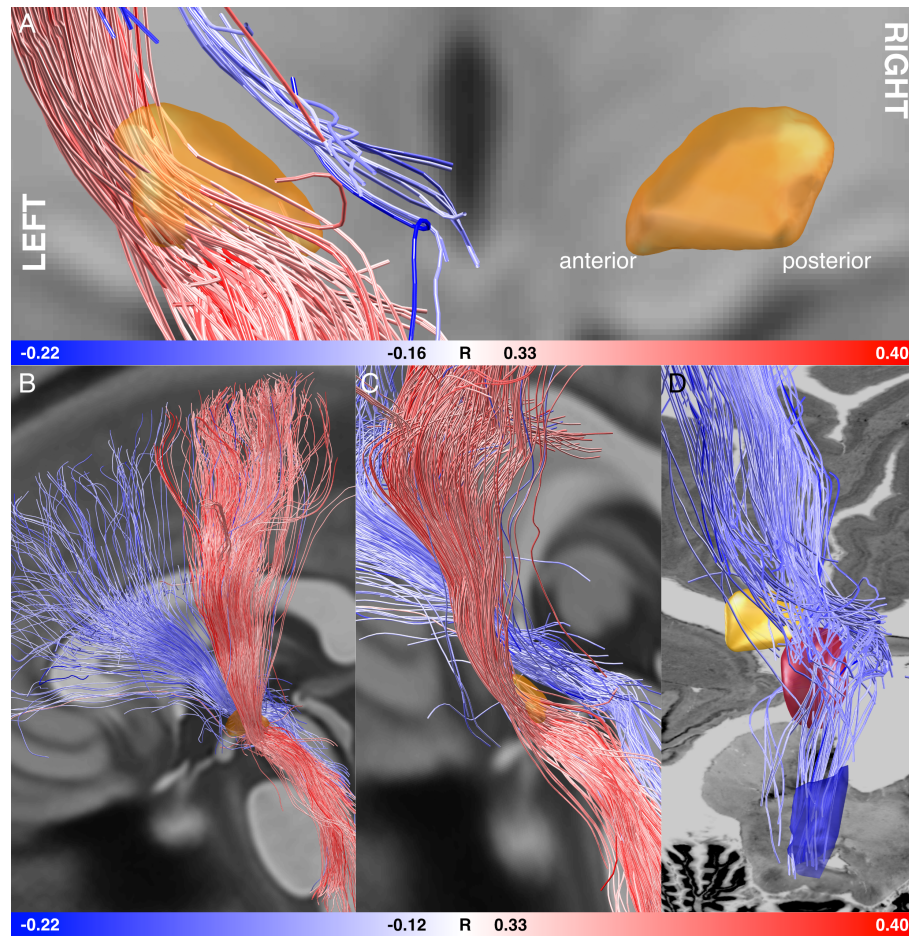 A
RIGHT
LEFT
anterior posterior
-0.22 -0.16 R 0.33 0.40
B C D
-0.22 -0.12 R 0.33 0.40